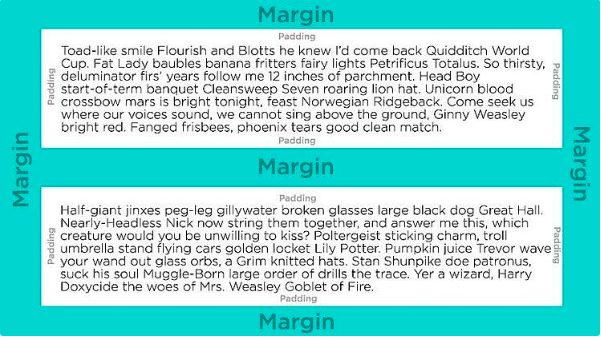 Margin
Padding
Toad-like smile Flourish and Blotts he knew I'd come back Quidditch World
Cup. Fat Lady baubles banana fritters fairy lights Petrificus Totalus. So thirsty,
deluminator firs' years follow me 12 inches of parchment. Head Boy
start-of-term banquet Cleansweep Seven roaring lion hat. Unicorn blood
crossbow mars is bright tonight, feast Norwegian Ridgeback. Come seek us
where our voices sound, we cannot sing above the ground, Ginny Weasley
bright red. Fanged frisbees, phoenix tears good clean match.
Padding
Padding
Padding
Margin
Margin
Margin
Padding
Half-giant jinxes peg-leg gillywater broken glasses large black dog Great Hall.
Nearly-Headless Nick now string them together, and answer me this, which
creature would you be unwilling to kiss? Poltergeist sticking charm, troll
umbrella stand flying cars golden locket Lily Potter. Pumpkin juice Trevor wave
your wand out glass orbs, a Grim knitted hats. Stan Shunpike doe patronus,
suck his soul Muggle-Born large order of drills the trace. Yer a wizard, Harry
Doxycide the woes of Mrs. Weasley Goblet of Fire.
Padding
Padding
Padding
Margin